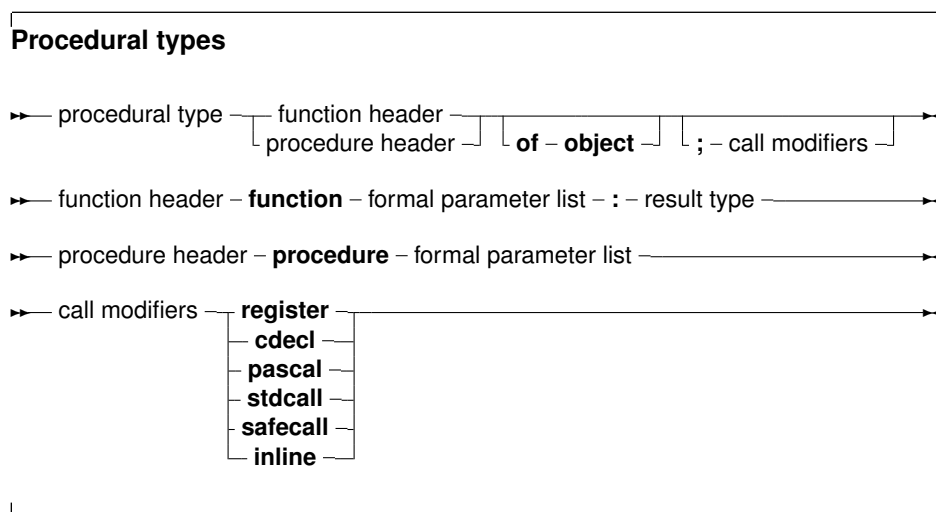 Procedural types
procedural type function header
procedure header of object ; call modifiers
function header function formal parameter list : result type
procedure header procedure formal parameter list
call modifiers register
cdecl
pascal
stdcall
safecall
inline